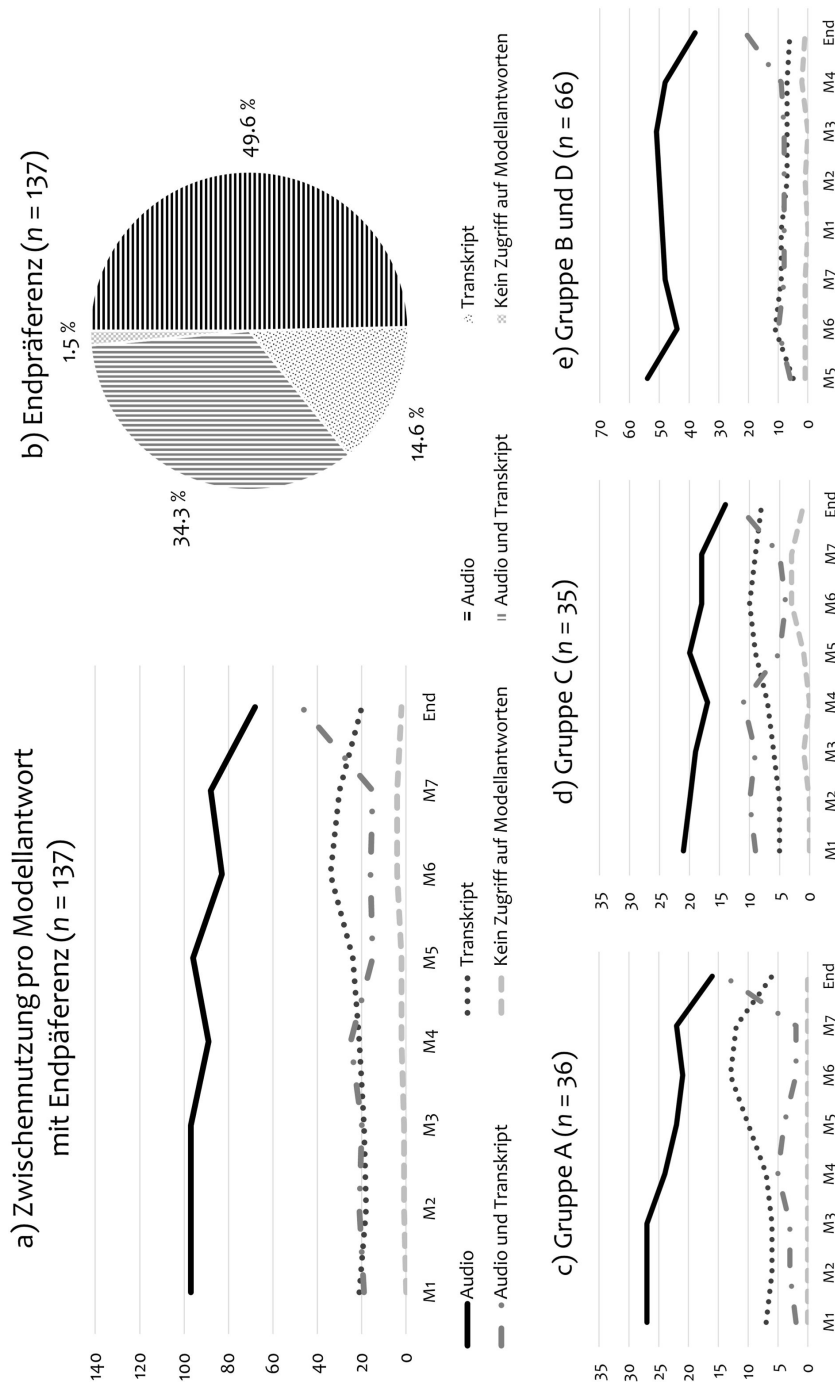 a) Zwischennutzung pro Modellantwort
mit Endpäferenz (n = 137)
140
120
100
80
60
40
20
0
M1 M2 M3 M4 M5 M6 M7 End
Audio
Transkript
Audio und Transkript
Kein Zugriff auf Modellantworten
b) Endpräferenz (n = 137)
1.5 %
34.3 %
49.6 %
14.6 %
Audio
Transkript
Audio und Transkript
Kein Zugriff auf Modellantworten
c) Gruppe A (n = 36)
35
30
25
20
15
10
5
0
M1 M2 M3 M4 M5 M6 M7 End
d) Gruppe C (n = 35)
35
30
25
20
15
10
5
0
M1 M2 M3 M4 M5 M6 M7 End
e) Gruppe B und D (n = 66)
70
60
50
40
30
20
10
0
M5 M6 M7 M1 M2 M3 M4 End